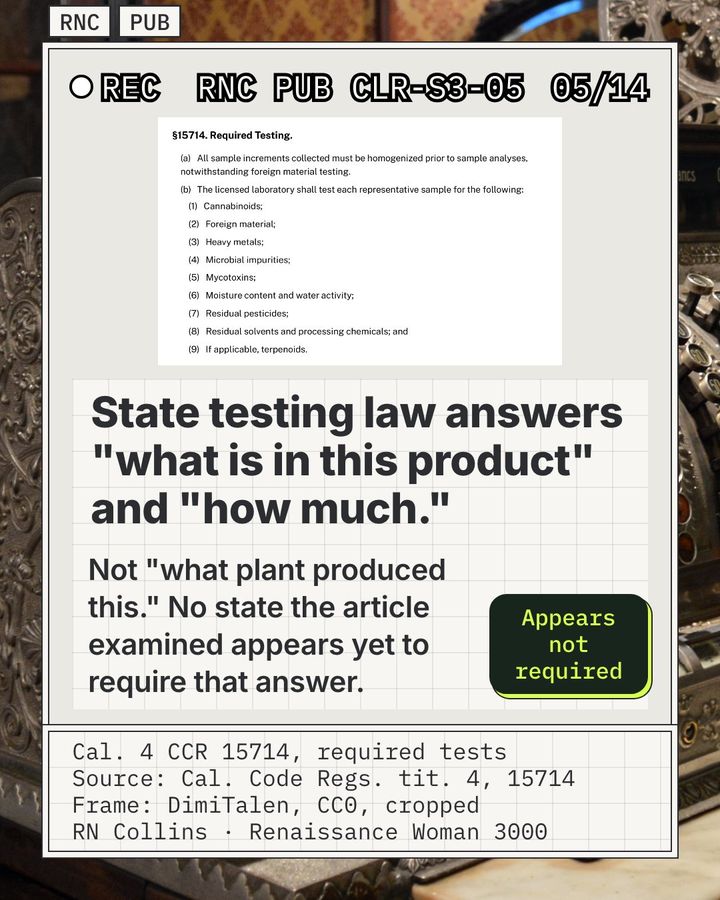 RNC PUB
REC RNC PUB CLR-S3-05 05/14
§15714. Required Testing.
(a) All sample increments collected must be homogenized prior to sample analyses,
notwithstanding foreign material testing.
(b) The licensed laboratory shall test each representative sample for the following:
(1) Cannabinoids;
(2) Foreign material;
(3) Heavy metals;
(4) Microbial impurities;
(5) Mycotoxins;
(6) Moisture content and water activity;
(7) Residual pesticides;
(8) Residual solvents and processing chemicals; and
(9) If applicable, terpenoids.
State testing law answers
"what is in this product"
and "how much."
Not "what plant produced
this." No state the article
examined appears yet to
require that answer.
Appears
not
required
Cal. 4 CCR 15714, required tests
Source: Cal. Code Regs. tit. 4, 15714
Frame: DimiTalen, CC0, cropped
RN Collins · Renaissance Woman 3000